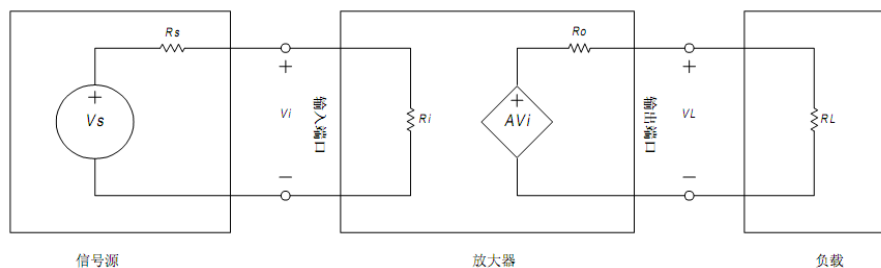 Rs
Ro
+
+
+
+
Vs
Vi
输入端口
Ri
AVi
输出端口
VL
RL
—
—
信号源
放大器
负载